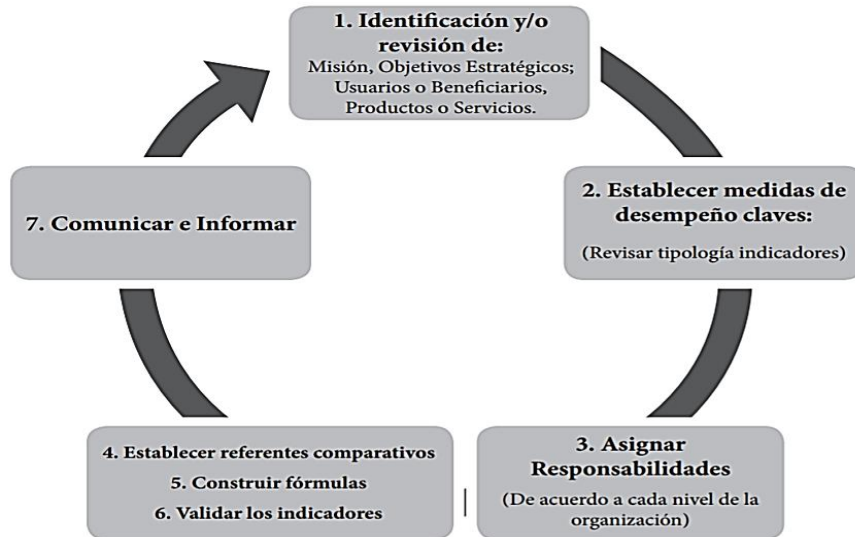 1. Identificación y/o
revisión de:
Misión, Objetivos Estratégicos;
Usuarios o Beneficiarios,
Productos o Servicios.
2. Establecer medidas de
desempeño claves:
(Revisar tipología indicadores)
3. Asignar
Responsabilidades
(De acuerdo a cada nivel de la
organización)
4. Establecer referentes comparativos
5. Construir fórmulas
6. Validar los indicadores
7. Comunicar e Informar